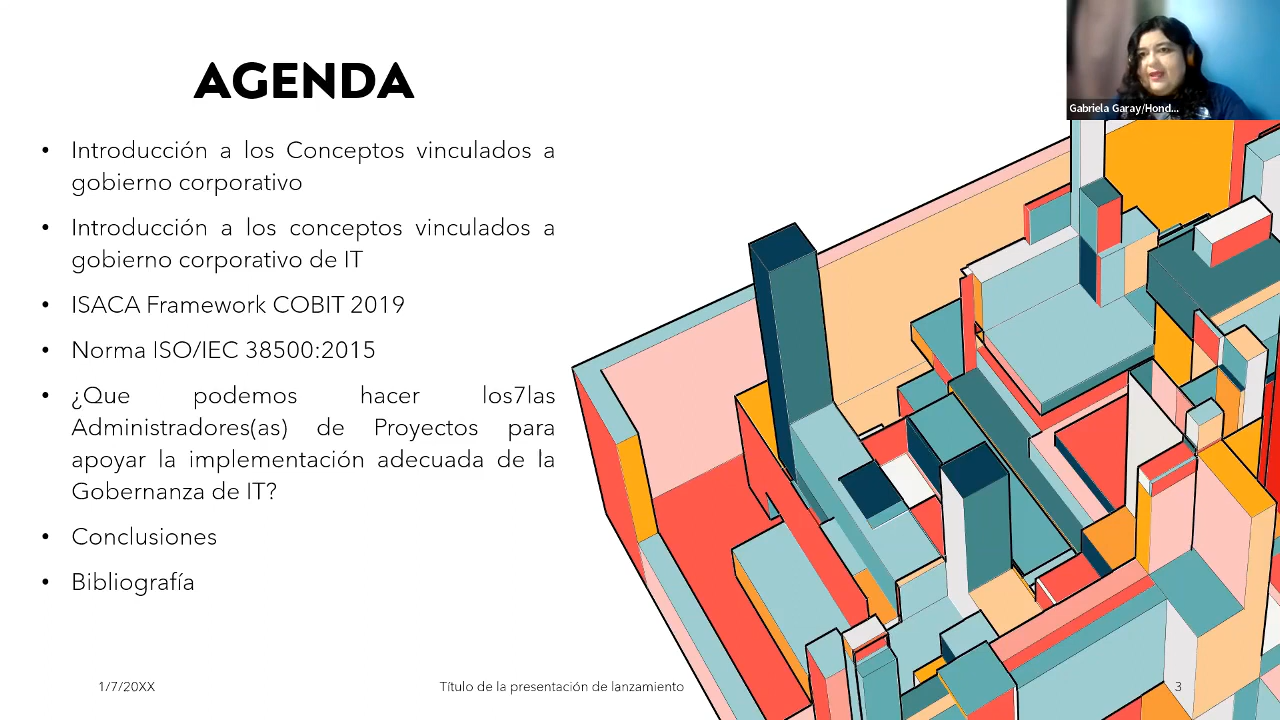 AGENDA
Gabriela Garay/Hond...
• Introducción a los Conceptos vinculados a
gobierno corporativo
• Introducción a los conceptos vinculados a
gobierno corporativo de IT
• ISACA Framework COBIT 2019
• Norma ISO/IEC 38500:2015
• ¿Que podemos hacer los7las
Administradores(as) de Proyectos para
apoyar la implementación adecuada de la
Gobernanza de IT?
• Conclusiones
• Bibliografía
1/7/20XX
Título de la presentación de lanzamiento
3